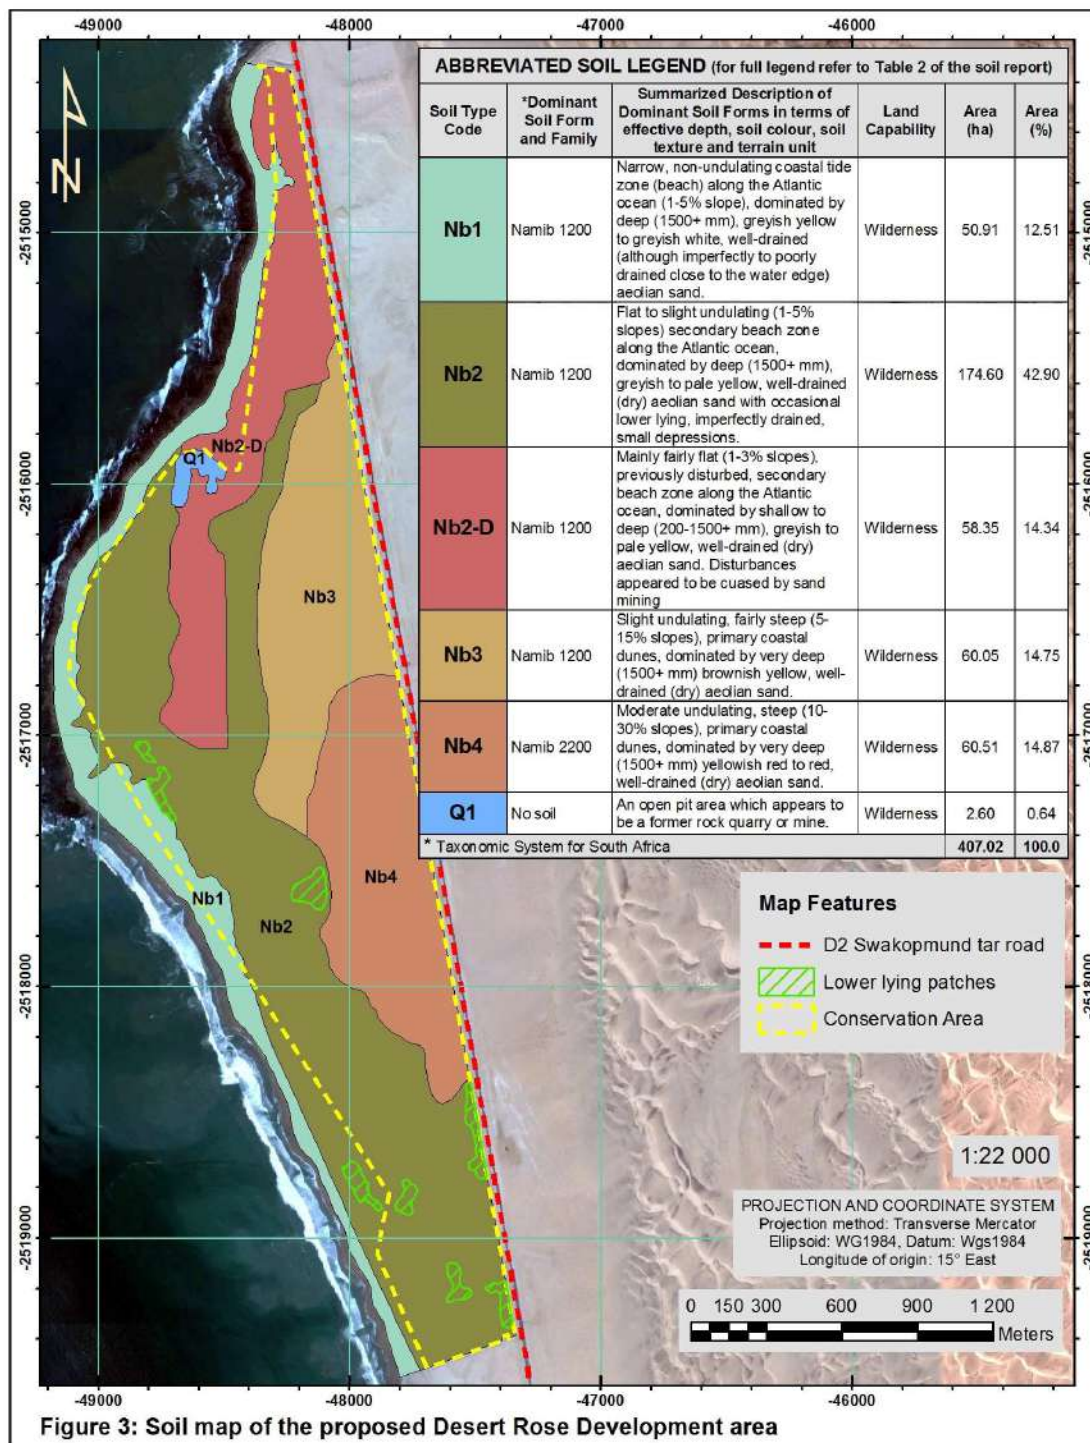 -49000
-48000
-47000
-46000
ABBREVIATED SOIL LEGEND (for full legend refer to Table 2 of the soil report)
Soil Type
Code
*Dominant
Soil Form
and Family
Summarized Description of
Dominant Soil Forms in terms of
effective depth, soil colour, soil
texture and terrain unit
Land
Capability
Area
(ha)
Area
(%)
Nb1
Namib 1200
Narrow, non-undulating coastal tide
zone (beach) along the Atlantic
ocean (1-5% slope), dominated by
deep (1500+ mm), greyish yellow
to greyish white, well-drained
(although imperfectly to poorly
drained close to the water edge)
aeolian sand.
Wilderness
50.91
12.51
Nb2
Namib 1200
Flat to slight undulating (1-5%
slopes) secondary beach zone
along the Atlantic ocean,
dominated by deep (1500+ mm),
greyish to pale yellow, well-drained
(dry) aeolian sand with occasional
lower lying, imperfectly drained,
small depressions.
Wilderness
174.60
42.90
Nb2-D
Namib 1200
Mainly fairly flat (1-3% slopes),
previously disturbed, secondary
beach zone along the Atlantic
ocean, dominated by shallow to
deep (200-1500+ mm), greyish to
pale yellow, well-drained (dry)
aeolian sand. Disturbances
appeared to be cuased by sand
mining
Wilderness
58.35
14.34
Nb3
Namib 1200
Slight undulating, fairly steep (5-
15% slopes), primary coastal
dunes, dominated by very deep
(1500+ mm) brownish yellow, well-
drained (dry) aeolian sand.
Wilderness
60.05
14.75
Nb4
Namib 2200
Moderate undulating, steep (10-
30% slopes), primary coastal
dunes, dominated by very deep
(1500+ mm) yellowish red to red,
well-drained (dry) aeolian sand.
Wilderness
60.51
14.87
Q1
No soil
An open pit area which appears to
be a former rock quarry or mine.
Wilderness
2.60
0.64
* Taxonomic System for South Africa
407.02
100.0
N
-2515000
-2515000
Nb2-D
Q1
-2516000
-2516000
Nb3
-2517000
-2517000
Nb4
Nb1
Nb2
Map Features
D2 Swakopmund tar road
Lower lying patches
Conservation Area
-2518000
-2518000
1:22 000
PROJECTION AND COORDINATE SYSTEM
Projection method: Transverse Mercator
Ellipsoid: WG1984, Datum: Wgs1984
Longitude of origin: 15° East
-2519000
-2519000
0 150 300 600 900 1 200
Meters
-49000
-48000
-47000
-46000
Figure 3: Soil map of the proposed Desert Rose Development area